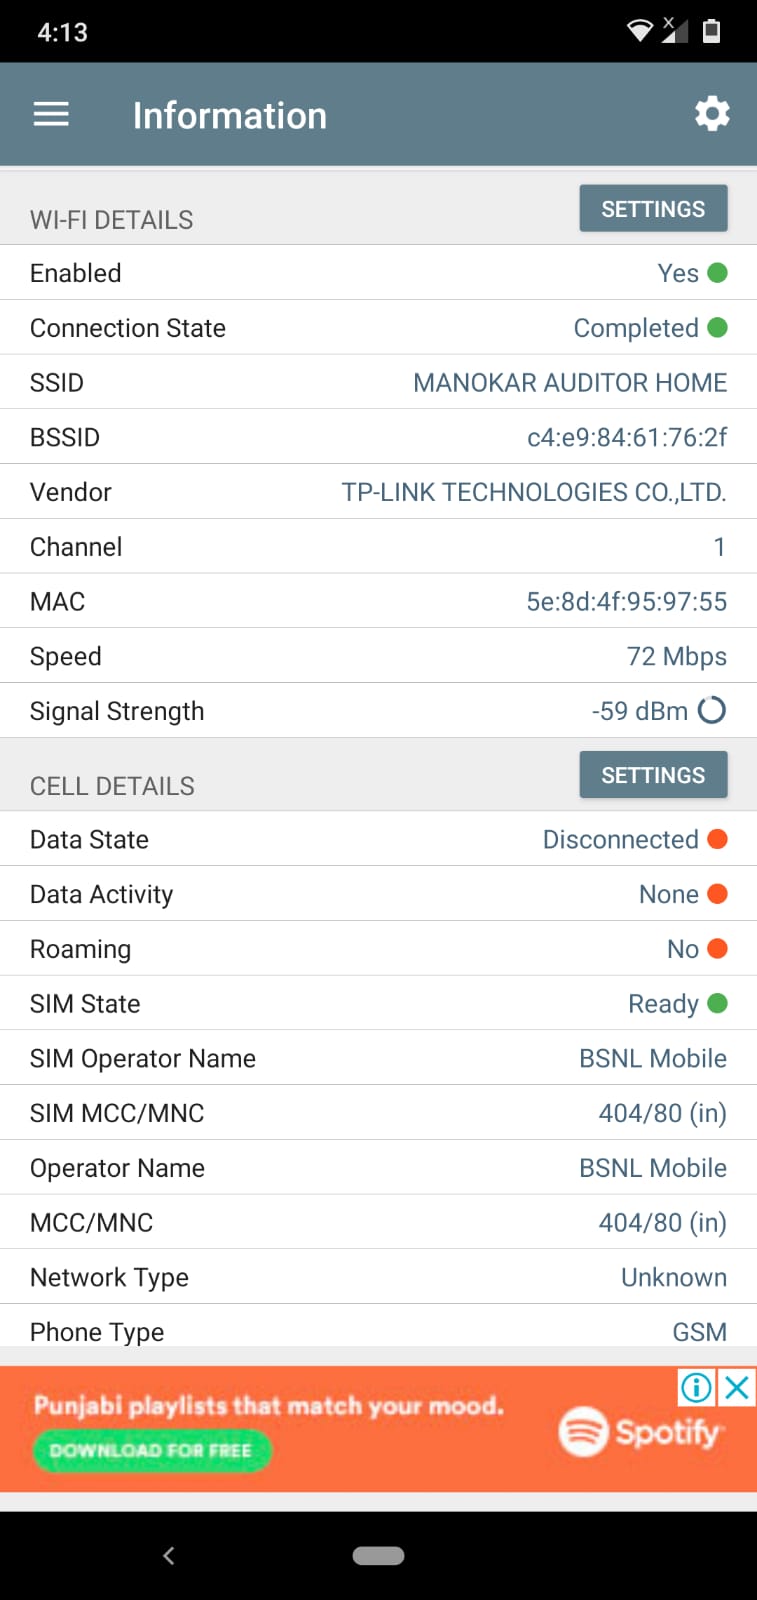 4:13
Information
WI-FI DETAILS SETTINGS
Enabled Yes
Connection State Completed
SSID MANOKAR AUDITOR HOME
BSSID c4:e9:84:61:76:2f
Vendor TP-LINK TECHNOLOGIES CO.,LTD.
Channel 1
MAC 5e:8d:4f:95:97:55
Speed 72 Mbps
Signal Strength -59 dBm
CELL DETAILS SETTINGS
Data State Disconnected
Data Activity None
Roaming No
SIM State Ready
SIM Operator Name BSNL Mobile
SIM MCC/MNC 404/80 (in)
Operator Name BSNL Mobile
MCC/MNC 404/80 (in)
Network Type Unknown
Phone Type GSM
Punjabi playlists that match your mood.
DOWNLOAD FOR FREE
Spotify